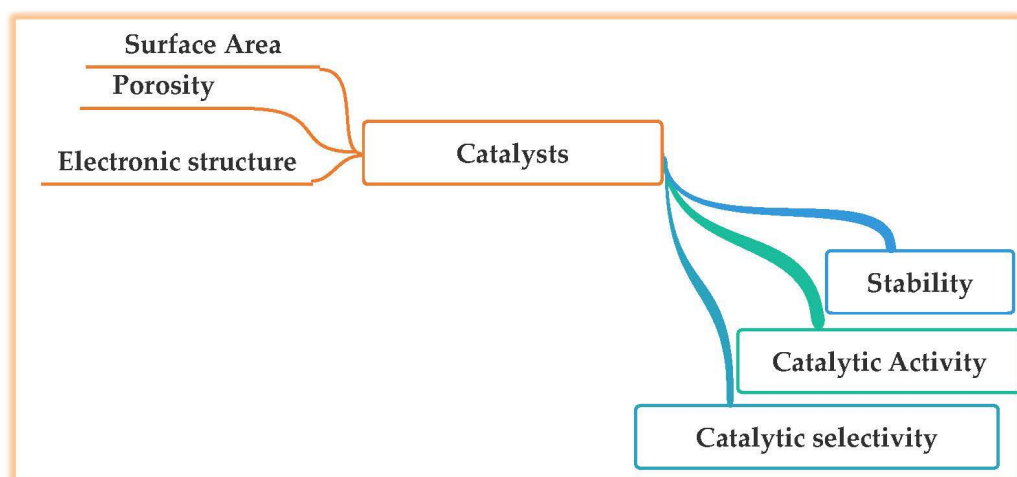 Surface Area
Porosity
Electronic structure
Catalysts
Stability
Catalytic Activity
Catalytic selectivity